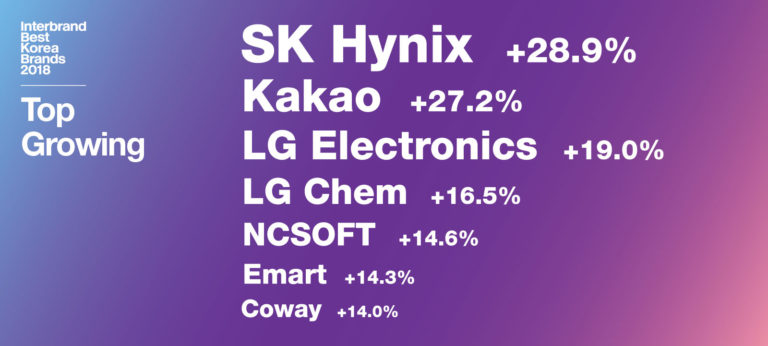 Interbrand
Best
Korea
Brands
2018
Top
Growing
SK Hynix +28.9%
Kakao +27.2%
LG Electronics +19.0%
LG Chem +16.5%
NCSOFT +14.6%
Emart +14.3%
Coway +14.0%